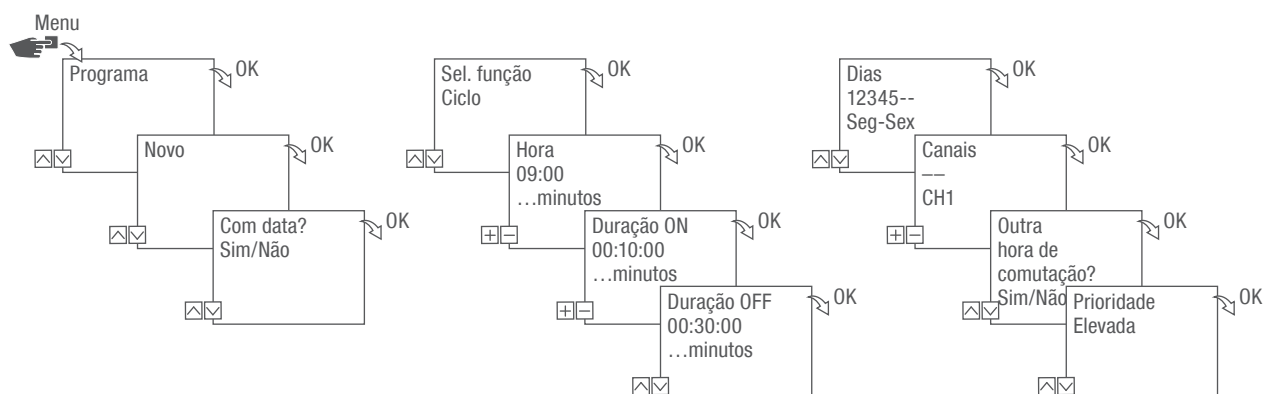 Menu
Programa
OK
Novo
OK
Com data?
Sim/Não
OK
Sel. função
Ciclo
OK
Hora
09:00
…minutos
OK
Duração ON
00:10:00
…minutos
OK
Duração OFF
00:30:00
…minutos
OK
Dias
12345--
Seg-Sex
OK
Canais
––
CH1
OK
Outra
hora de
comutação?
Sim/Não
OK
Prioridade
Elevada
OK